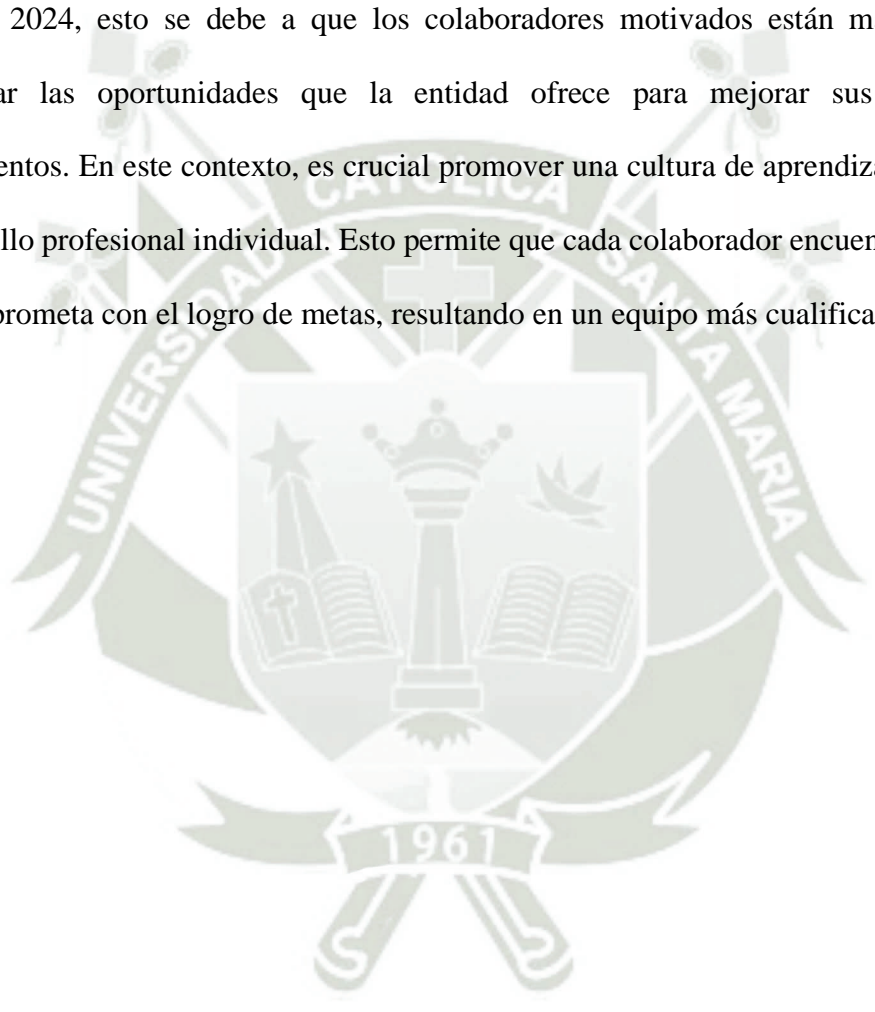 2024, esto se debe a que los colaboradores motivados están m
ar las oportunidades que la entidad ofrece para mejorar sus
entos. En este contexto, es crucial promover una cultura de aprendiza
llo profesional individual. Esto permite que cada colaborador encuen
prometa con el logro de metas, resultando en un equipo más cualifica
UNIVERSIDAD CATOLICA SANTA MARIA
1961